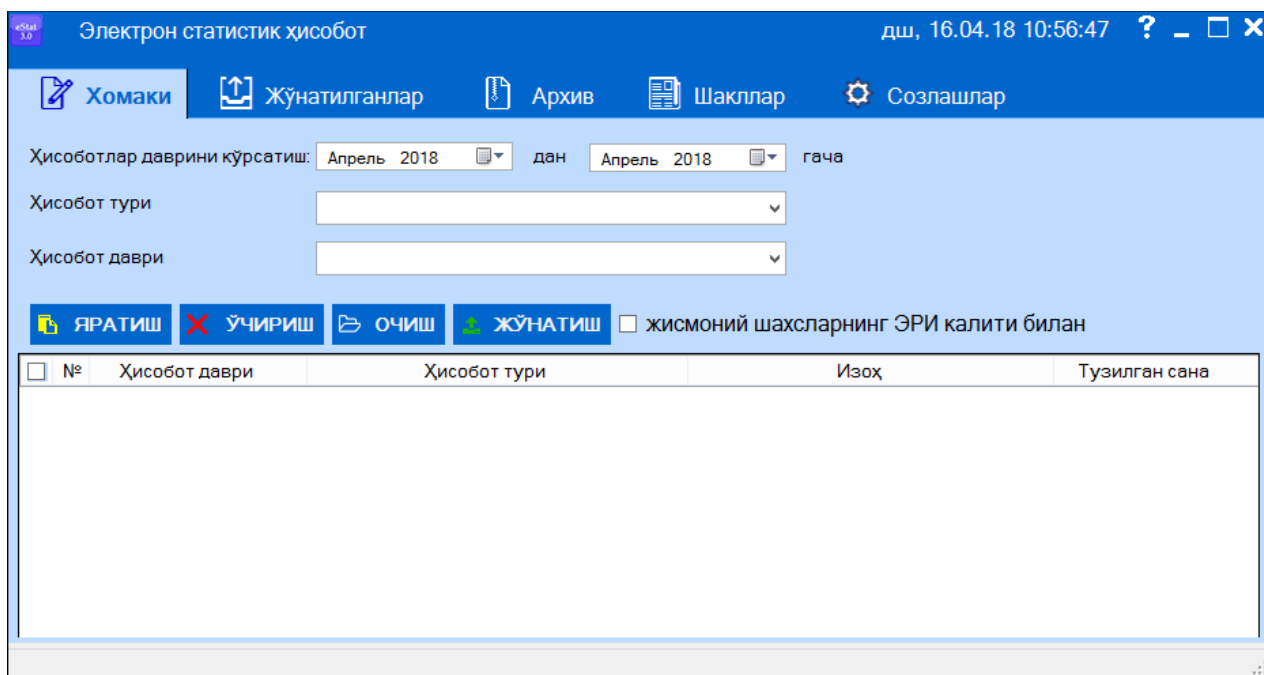 eStat 3.0 Электрон статистик ҳисобот дш, 16.04.18 10:56:47 ?
Хомаки Жўнатилганлар Архив Шакллар Созлашлар
Ҳисоботлар даврини кўрсатиш: Апрель 2018 дан Апрель 2018 гача
Ҳисобот тури
Ҳисобот даври
ЯРАТИШ ЎЧИРИШ ОЧИШ ЖЎНАТИШ жисмоний шахсларнинг ЭРИ калити билан
№ Ҳисобот даври Ҳисобот тури Изоҳ Тузилган сана